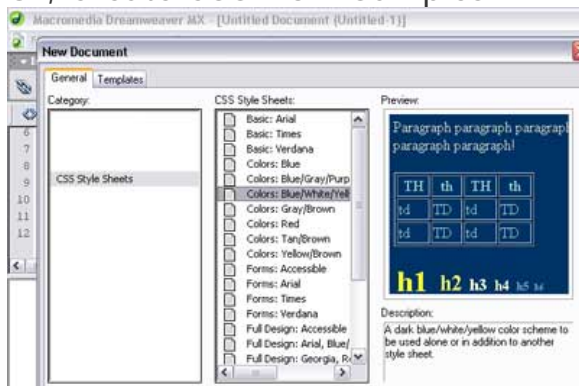 Macromedia Dreamweaver MX - [Untitled Document (Untitled-1)]
New Document
General Templates
Category:
CSS Style Sheets
CSS Style Sheets:
Basic: Arial
Basic: Times
Basic: Verdana
Colors: Blue
Colors: Blue/Gray/Purp
Colors: Blue/White/Yell
Colors: Gray/Brown
Colors: Red
Colors: Tan/Brown
Colors: Yellow/Brown
Forms: Accessible
Forms: Arial
Forms: Times
Forms: Verdana
Full Design: Accessible
Full Design: Arial, Blue/
Full Design: Georgia, R
Preview:
Paragraph paragraph paragrapl
paragraph paragraph!
TH th TH th
td TD td TD
td TD td TD
h1 h2 h3 h4 h5 h6
Description:
A dark blue/white/yellow color scheme to
be used alone or in addition to another
style sheet.
6
7
8
9
10
11
12